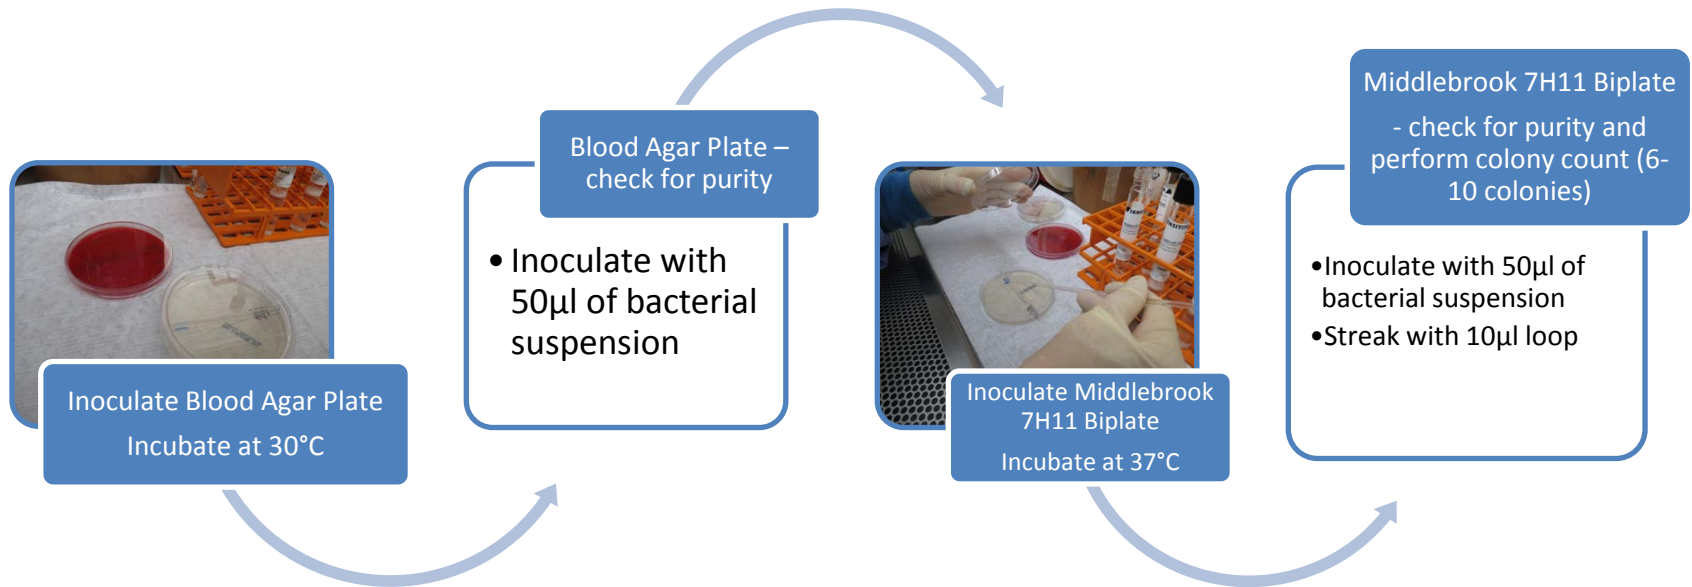 Inoculate Blood Agar Plate
Incubate at 30°C
Blood Agar Plate –
check for purity
• Inoculate with
50µl of bacterial
suspension
Inoculate Middlebrook
7H11 Biplate
Incubate at 37°C
Middlebrook 7H11 Biplate
- check for purity and
perform colony count (6-
10 colonies)
•Inoculate with 50µl of
bacterial suspension
•Streak with 10µl loop